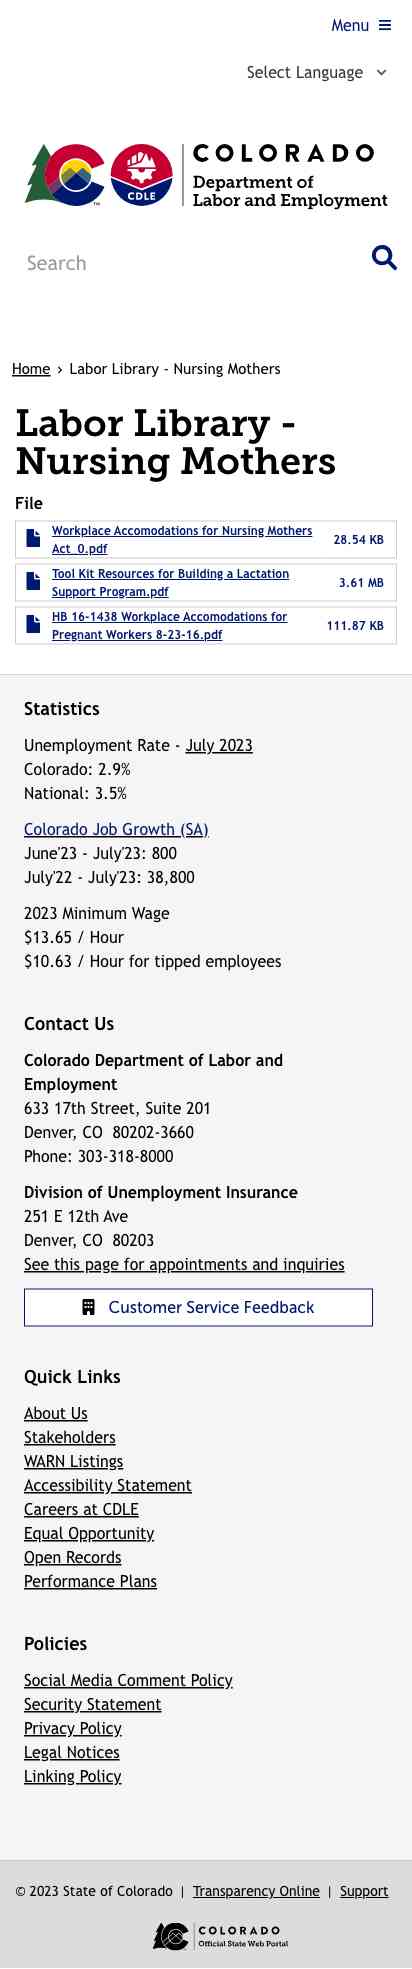 Menu
Select Language
COLORADO
Department of
Labor and Employment
CDLE
TM
Search
Home › Labor Library - Nursing Mothers
Labor Library -
Nursing Mothers
File
Workplace Accomodations for Nursing Mothers
Act_0.pdf
28.54 KB
Tool Kit Resources for Building a Lactation
Support Program.pdf
3.61 MB
HB 16-1438 Workplace Accomodations for
Pregnant Workers 8-23-16.pdf
111.87 KB
Statistics
Unemployment Rate - July 2023
Colorado: 2.9%
National: 3.5%
Colorado Job Growth (SA)
June'23 - July'23: 800
July'22 - July'23: 38,800
2023 Minimum Wage
$13.65 / Hour
$10.63 / Hour for tipped employees
Contact Us
Colorado Department of Labor and
Employment
633 17th Street, Suite 201
Denver, CO  80202-3660
Phone: 303-318-8000
Division of Unemployment Insurance
251 E 12th Ave
Denver, CO  80203
See this page for appointments and inquiries
Customer Service Feedback
Quick Links
About Us
Stakeholders
WARN Listings
Accessibility Statement
Careers at CDLE
Equal Opportunity
Open Records
Performance Plans
Policies
Social Media Comment Policy
Security Statement
Privacy Policy
Legal Notices
Linking Policy
© 2023 State of Colorado | Transparency Online | Support
COLORADO
Official State Web Portal